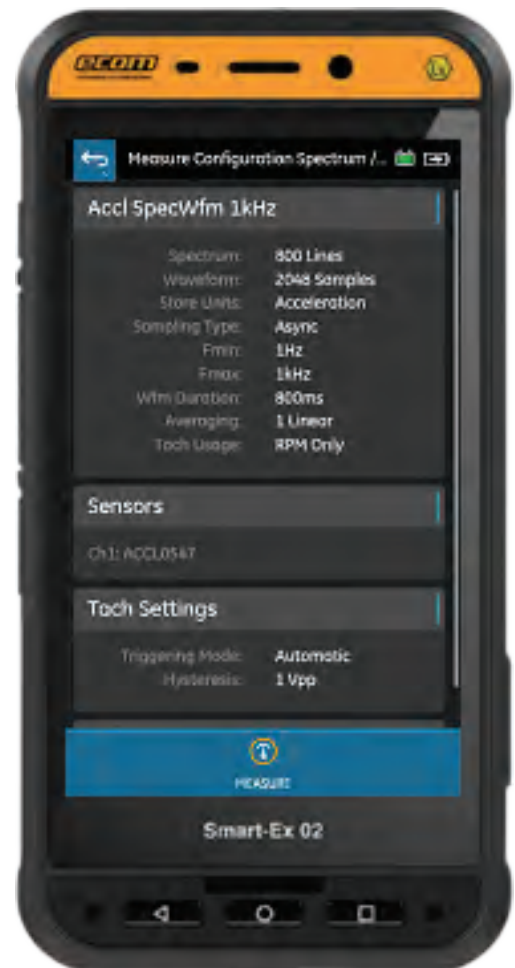 ecom
Measure Configuration Spectrum /...
Accl SpecWfm 1kHz
Spectrum: 800 Lines
Waveform: 2048 Samples
Store Units: Acceleration
Sampling Type: Async
Fmin: 1Hz
Fmax: 1kHz
Wfm Duration: 800ms
Averaging: 1 Linear
Tach Usage: RPM Only
Sensors
Ch1: ACCL0547
Tach Settings
Triggering Mode: Automatic
Hysteresis: 1 Vpp
MEASURE
Smart-Ex 02